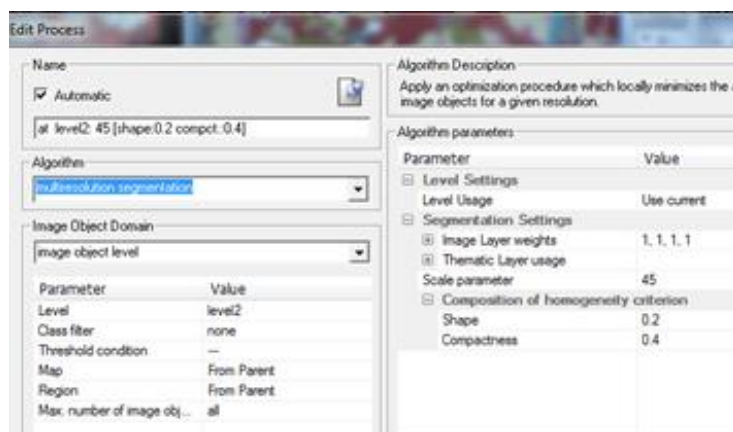 Edit Process
Name
Automatic
at level2: 45 [shape:0.2 compct.:0.4]
Algorithm
multiresolution segmentation
Image Object Domain
image object level
Parameter Value
Level level2
Class filter none
Threshold condition ---
Map From Parent
Region From Parent
Max. number of image obj... all
Algorithm Description
Apply an optimization procedure which locally minimizes the
image objects for a given resolution.
Algorithm parameters
Parameter Value
Level Settings
Level Usage Use current
Segmentation Settings
Image Layer weights 1, 1, 1, 1
Thematic Layer usage
Scale parameter 45
Composition of homogeneity criterion
Shape 0.2
Compactness 0.4